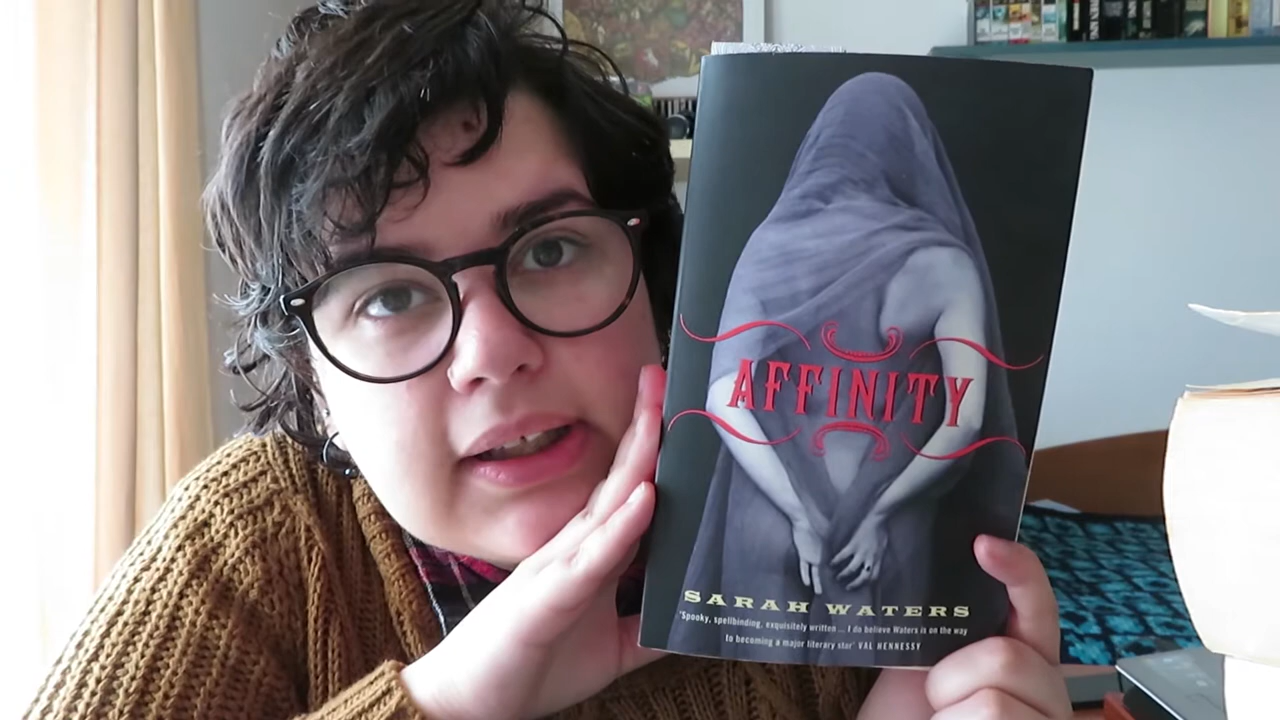 AFFINITY
SARAH WATERS
'Spooky, spellbinding, exquisitely written ... I do believe Waters is on the way
to becoming a major literary star' VAL HENNESSY